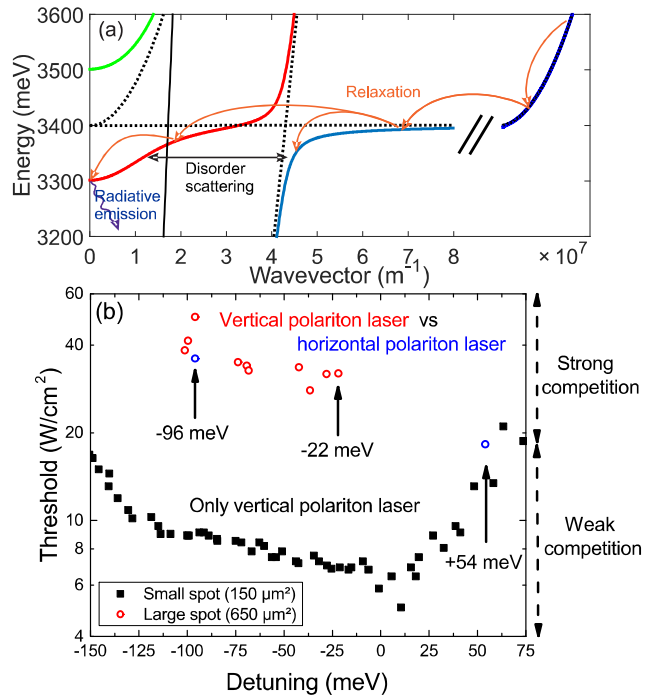 (a)
3600
3500
3400
3300
3200
Energy (meV)
Relaxation
Disorder
scattering
Radiative
emission
0 1 2 3 4 5 6 7 8 × 10⁷
Wavevector (m⁻¹)
(b)
60
40
20
10
8
6
4
Threshold (W/cm²)
Vertical polariton laser vs
horizontal polariton laser
-96 meV
-22 meV
Only vertical polariton laser
+54 meV
Small spot (150 µm²)
Large spot (650 µm²)
Strong
competition
Weak
competition
-150 -125 -100 -75 -50 -25 0 25 50 75
Detuning (meV)